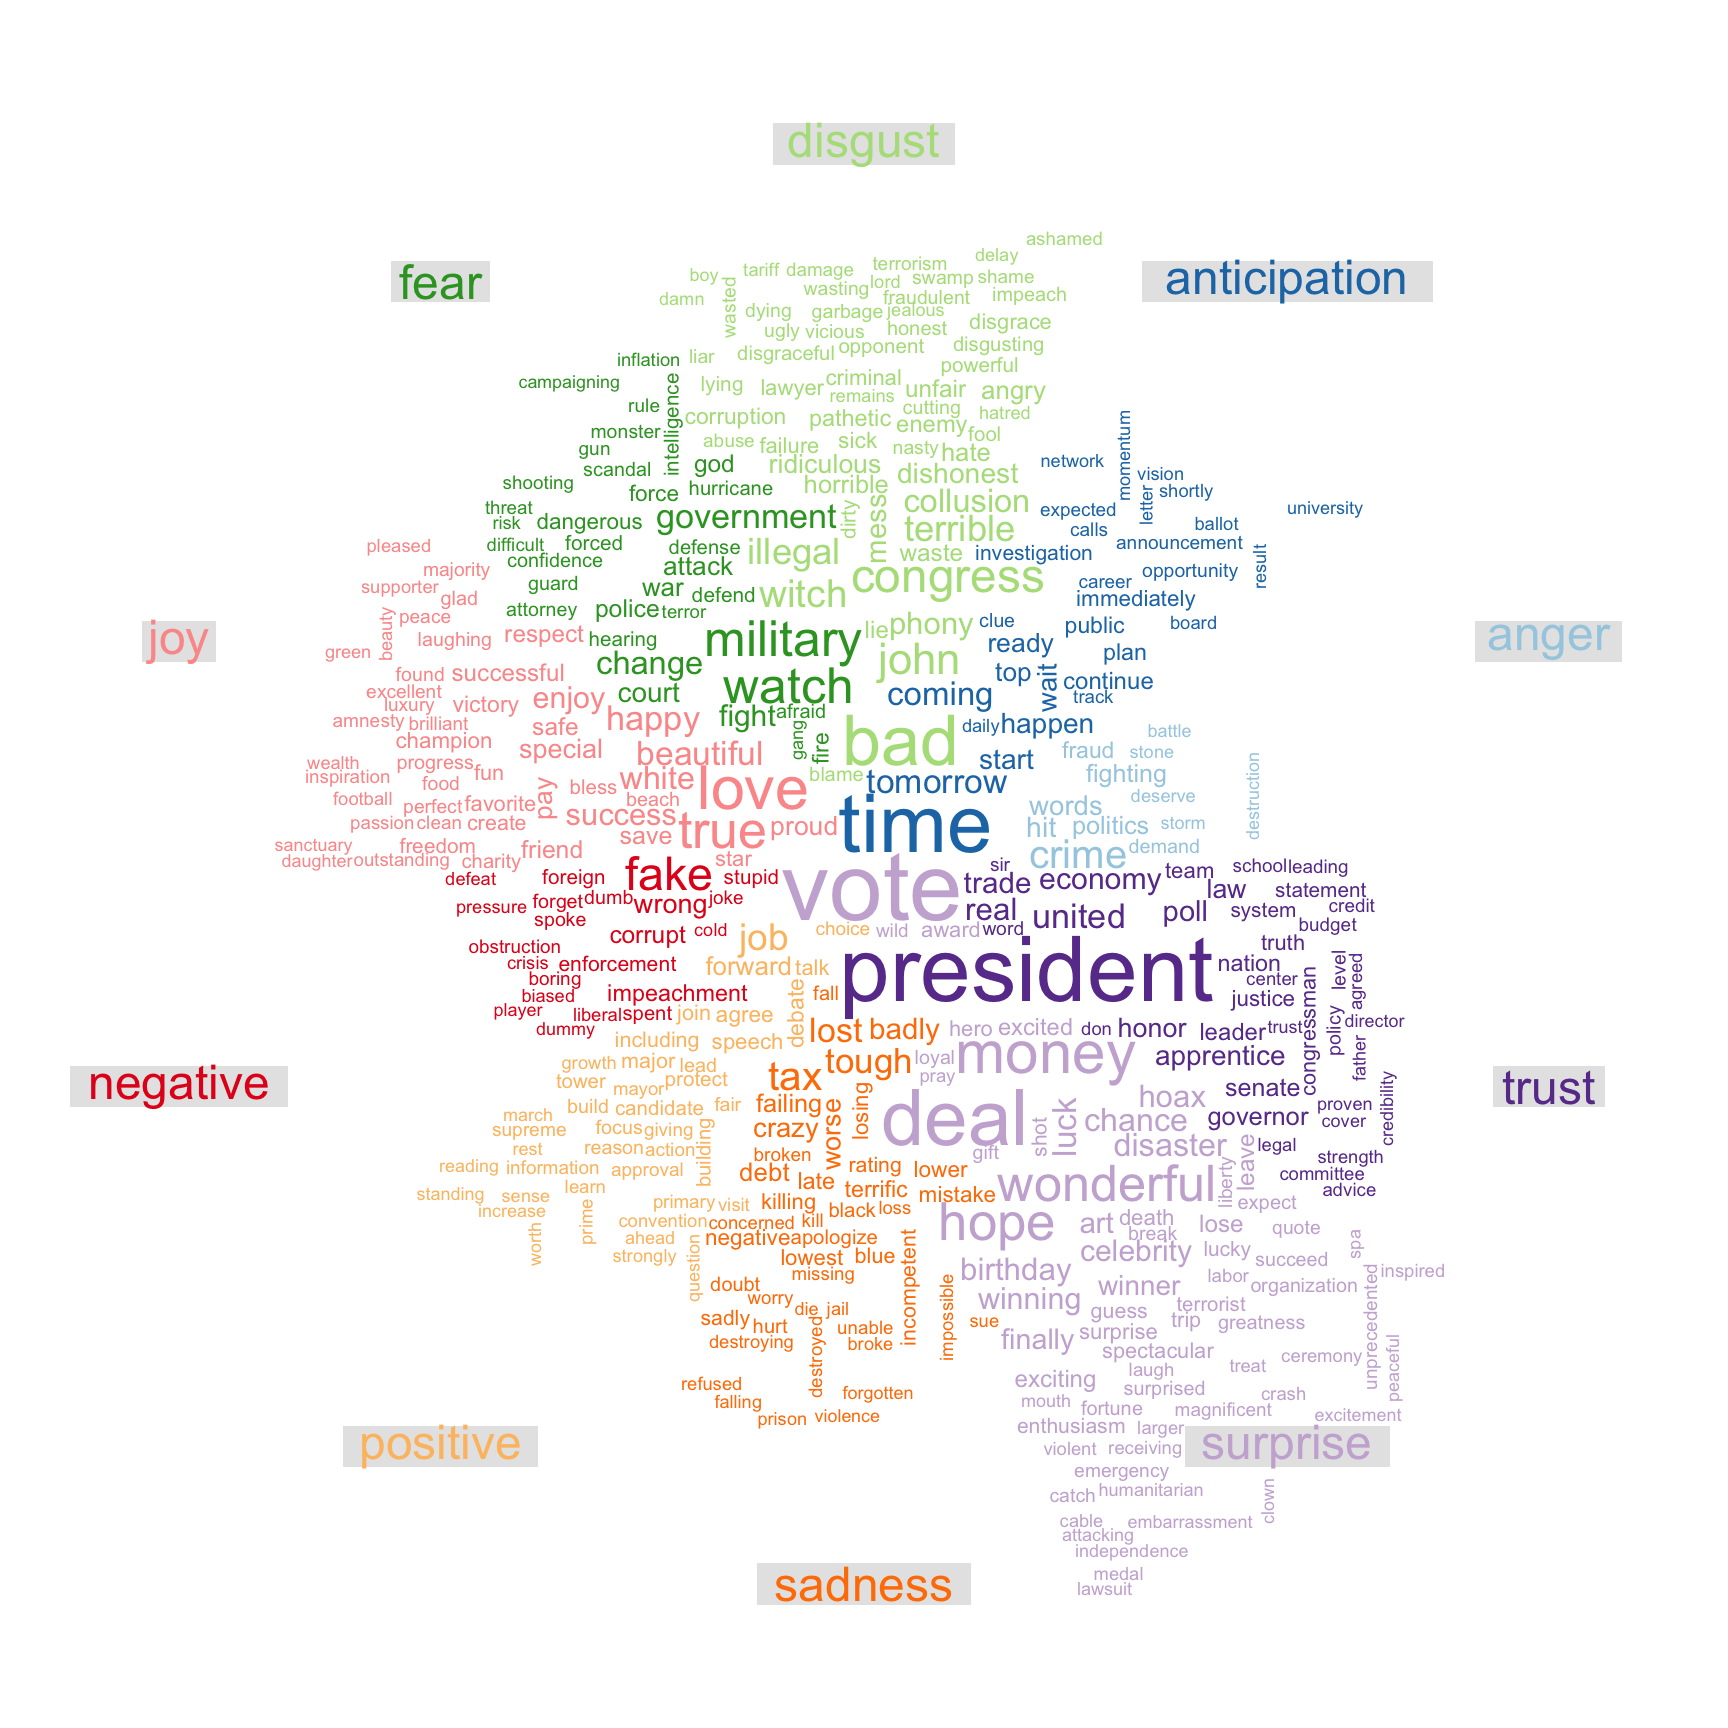 disgust
fear
anticipation
joy
anger
negative
trust
positive
surprise
sadness
ashamed
delay
terrorism
boy
tariff
damage
lord
swamp
shame
wasted
wasting
fraudulent
impeach
damn
dying
garbage
jealous
disgrace
ugly
vicious
honest
liar
disgraceful
opponent
disgusting
powerful
lying
lawyer
criminal
unfair
angry
remains
cutting
hatred
corruption
pathetic
enemy
fool
abuse
failure
sick
nasty
hate
ridiculous
dishonest
horrible
collusion
dirty
mess
terrible
illegal
waste
congress
witch
lie
phony
john
bad
blame
inflation
campaigning
intelligence
rule
monster
gun
scandal
god
shooting
force
hurricane
threat
risk
dangerous
government
difficult
forced
defense
confidence
attack
guard
war
defend
attorney
police
terror
hearing
military
change
watch
court
fight
afraid
gang
fire
network
momentum
vision
letter
shortly
expected
university
calls
ballot
announcement
investigation
result
career
opportunity
immediately
clue
public
board
ready
plan
top
wait
continue
coming
track
daily
happen
start
tomorrow
time
pleased
majority
supporter
glad
beauty
peace
laughing
respect
green
found
successful
excellent
luxury
victory
enjoy
amnesty
brilliant
safe
happy
champion
special
beautiful
wealth
progress
inspiration
food
fun
pay
bless
white
love
football
perfect
favorite
beach
success
passion
clean
create
save
true
proud
sanctuary
freedom
friend
daughter
outstanding
charity
star
battle
fraud
stone
fighting
destruction
words
deserve
hit
politics
storm
crime
demand
fake
defeat
foreign
stupid
pressure
forget
dumb
wrong
joke
spoke
corrupt
cold
obstruction
crisis
enforcement
boring
biased
impeachment
player
liberal
spent
dummy
sir
trade
economy
team
school
leading
law
statement
real
united
poll
system
credit
word
budget
president
truth
nation
center
level
agreed
justice
congressman
policy
don
honor
leader
trust
director
apprentice
father
senate
governor
proven
cover
credibility
legal
strength
committee
advice
job
choice
forward
talk
debate
join
agree
including
speech
growth
major
lead
tower
mayor
protect
build
candidate
fair
march
supreme
focus
giving
rest
reason
action
building
reading
information
approval
learn
standing
sense
increase
primary
visit
prime
convention
worth
ahead
strongly
question
vote
wild
award
hero
excited
money
loyal
pray
deal
hoax
shot
luck
chance
gift
disaster
leave
wonderful
liberty
expect
hope
art
death
break
lose
quote
celebrity
lucky
spa
succeed
birthday
inspired
winner
labor
organization
winning
guess
terrorist
unprecedented
finally
surprise
trip
greatness
spectacular
ceremony
peaceful
laugh
treat
exciting
surprised
crash
mouth
fortune
magnificent
excitement
enthusiasm
larger
violent
receiving
emergency
catch
humanitarian
clown
cable
embarrassment
attacking
independence
medal
lawsuit
fall
lost
badly
tough
tax
failing
losing
crazy
worse
broken
debt
rating
lower
late
terrific
mistake
killing
black
loss
concerned
kill
negative
apologize
lowest
blue
incompetent
missing
doubt
worry
impossible
die
jail
sadly
hurt
unable
sue
destroying
destroyed
broke
refused
falling
forgotten
prison
violence